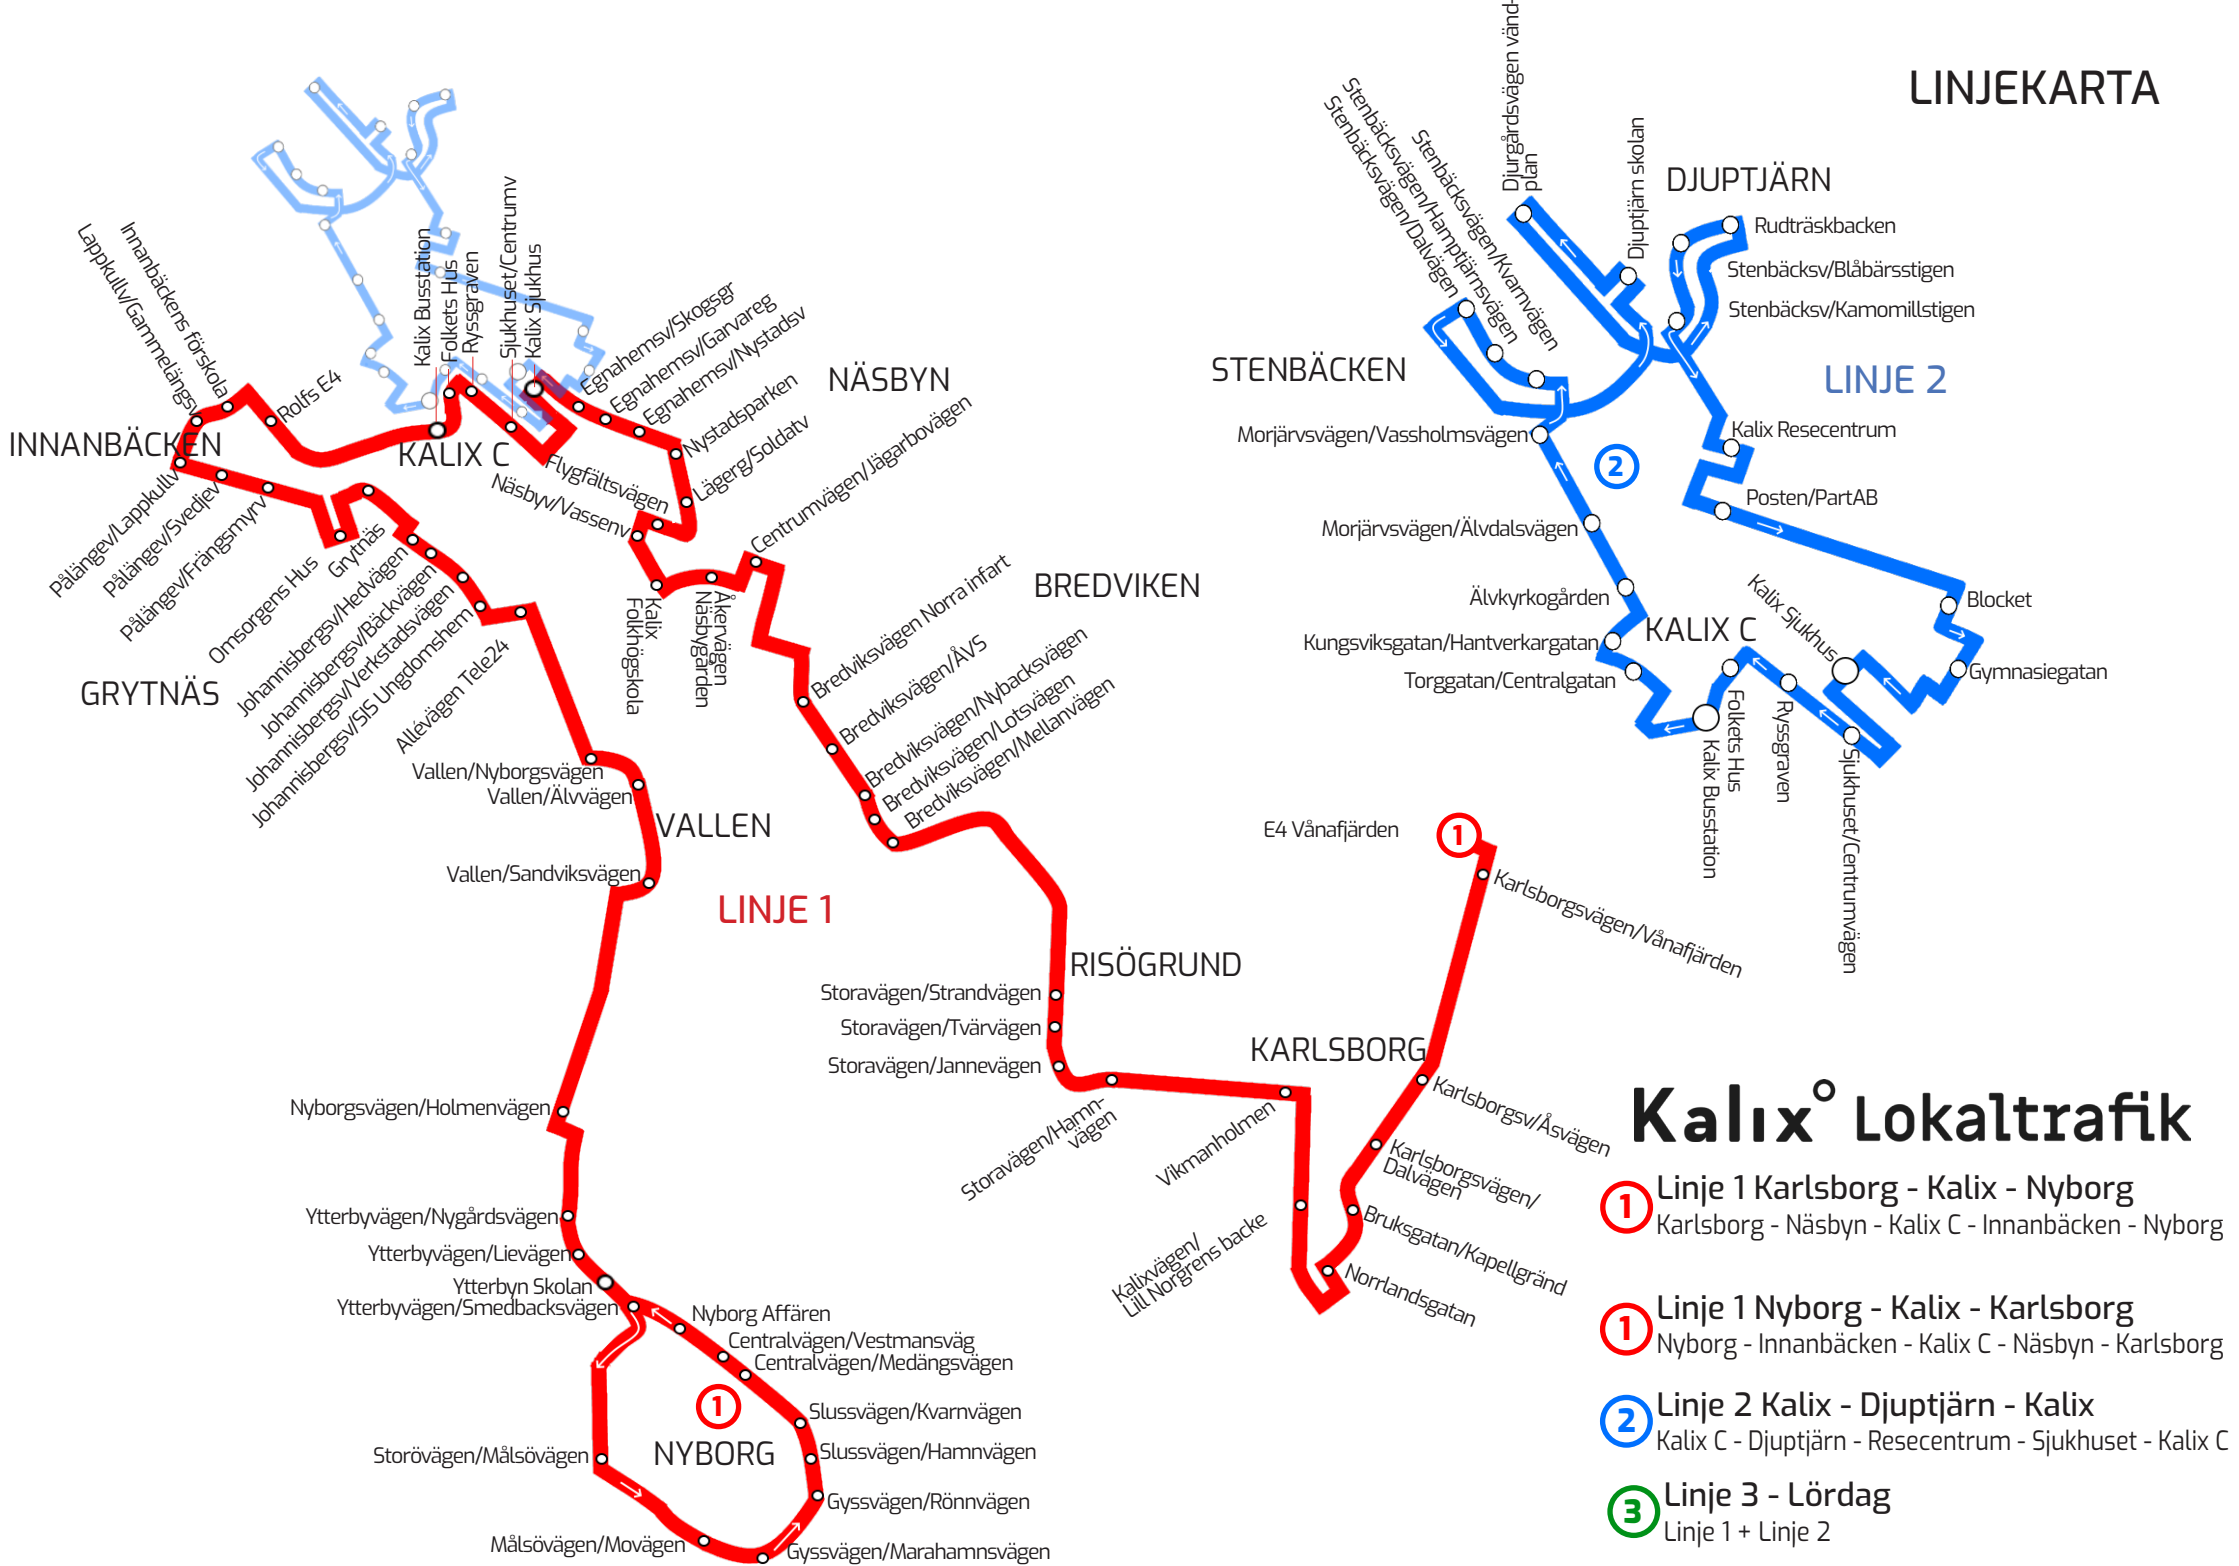 LINJEKARTA
Djurgårdsvägen vänd-
plan
Djuptjärn skolan
DJUPTJÄRN
Stenbäcksvägen/Dalvägen
Stenbäcksvägen/Hamptjärnsvägen
Stenbäcksvägen/Kvarnvägen
Rudträskbacken
Stenbäcksv/Blåbärsstigen
Stenbäcksv/Kamomillstigen
STENBÄCKEN
LINJE 2
Kalix Resecentrum
Morjärvsvägen/Vassholmsvägen
2
Posten/PartAB
Morjärvsvägen/Älvdalsvägen
Älvkyrkogården
Blocket
Kalix Sjukhus
KALIX C
Kungsviksgatan/Hantverkargatan
Torggatan/Centralgatan
Gymnasiegatan
Folkets Hus
Kalix Busstation
Ryssgraven
Sjukhuset/Centrumvägen
Lappkullv/Gammelängsv
Innanbäckens förskola
Rolfs E4
Kalix Busstation
Folkets Hus
Ryssgraven
Sjukhuset/Centrumv
Kalix Sjukhus
Egnahemsv/Skogsgr
Egnahemsv/Garvareg
Egnahemsv/Nystadsv
Nystadsparken
NÄSBYN
Lägerg/Soldatv
INNANBÄCKEN
KALIX C
Flygfältsvägen
Näsbyv/Vassenv
Centrumvägen/Jägarbovägen
Pålängev/Lappkullv
Pålängev/Svedjev
Pålängev/Frängsmyrv
Omsorgens Hus
Grytnäs
Johannisbergsv/Hedvägen
Johannisbergsv/Bäckvägen
Johannisbergsv/Verkstadsvägen
Johannisbergsv/SIS Ungdomshem
Allévägen Tele24
GRYTNÄS
Kalix
Folkhögskola
Åkervägen
Näsbygården
BREDVIKEN
Bredviksvägen Norra infart
Bredviksvägen/ÅVS
Bredviksvägen/Nybacksvägen
Bredviksvägen/Lotsvägen
Bredviksvägen/Mellanvägen
Vallen/Nyborgsvägen
Vallen/Älvvägen
VALLEN
Vallen/Sandviksvägen
LINJE 1
E4 Vånafjärden
1
Karlsborgsvägen/Vånafjärden
RISÖGRUND
Storavägen/Strandvägen
Storavägen/Tvärvägen
Storavägen/Jannevägen
Storavägen/Hamn-
vägen
KARLSBORG
Vikmanholmen
Kalixvägen/
Lill Norgrens backe
Karlsborgsv/Åsvägen
Karlsborgsvägen/
Dalvägen
Bruksgatan/Kapellgränd
Norrlandsgatan
Nyborgsvägen/Holmenvägen
Ytterbyvägen/Nygårdsvägen
Ytterbyvägen/Lievägen
Ytterbyn Skolan
Ytterbyvägen/Smedbacksvägen
Nyborg Affären
Centralvägen/Vestmansväg
Centralvägen/Medängsvägen
1
Slussvägen/Kvarnvägen
NYBORG
Slussvägen/Hamnvägen
Storövägen/Målsövägen
Gyssvägen/Rönnvägen
Målsövägen/Movägen
Gyssvägen/Marahamnsvägen
Kalix Lokaltrafik
1 Linje 1 Karlsborg - Kalix - Nyborg
Karlsborg - Näsbyn - Kalix C - Innanbäcken - Nyborg
1 Linje 1 Nyborg - Kalix - Karlsborg
Nyborg - Innanbäcken - Kalix C - Näsbyn - Karlsborg
2 Linje 2 Kalix - Djuptjärn - Kalix
Kalix C - Djuptjärn - Resecentrum - Sjukhuset - Kalix C
3 Linje 3 - Lördag
Linje 1 + Linje 2